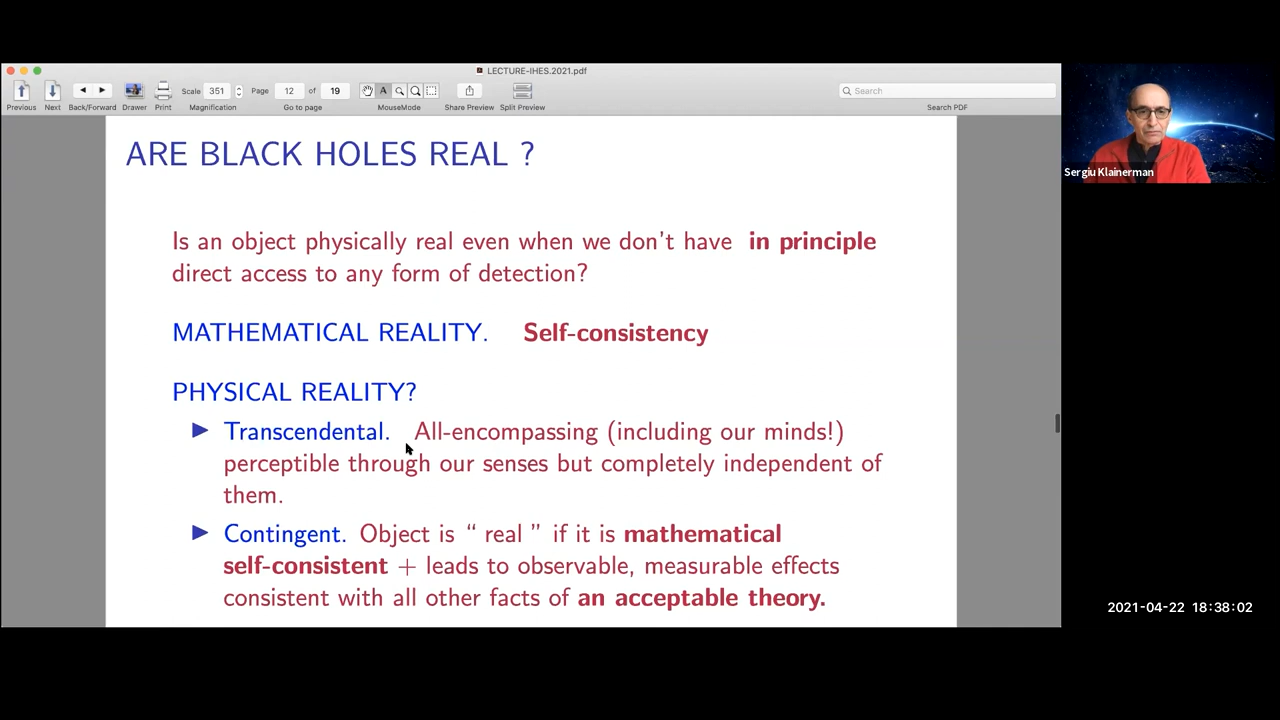 LECTURE-IHES.2021.pdf
Scale 351 Page 12 of 19 A Search
Previous Next Back/Forward Drawer Print Magnification Go to page MouseMode Share Preview Split Preview Search PDF
ARE BLACK HOLES REAL ?
Is an object physically real even when we don't have in principle
direct access to any form of detection?
MATHEMATICAL REALITY. Self-consistency
PHYSICAL REALITY?
Transcendental. All-encompassing (including our minds!)
perceptible through our senses but completely independent of
them.
Contingent. Object is “ real ” if it is mathematical
self-consistent + leads to observable, measurable effects
consistent with all other facts of an acceptable theory.
Sergiu Klainerman
2021-04-22 18:38:02